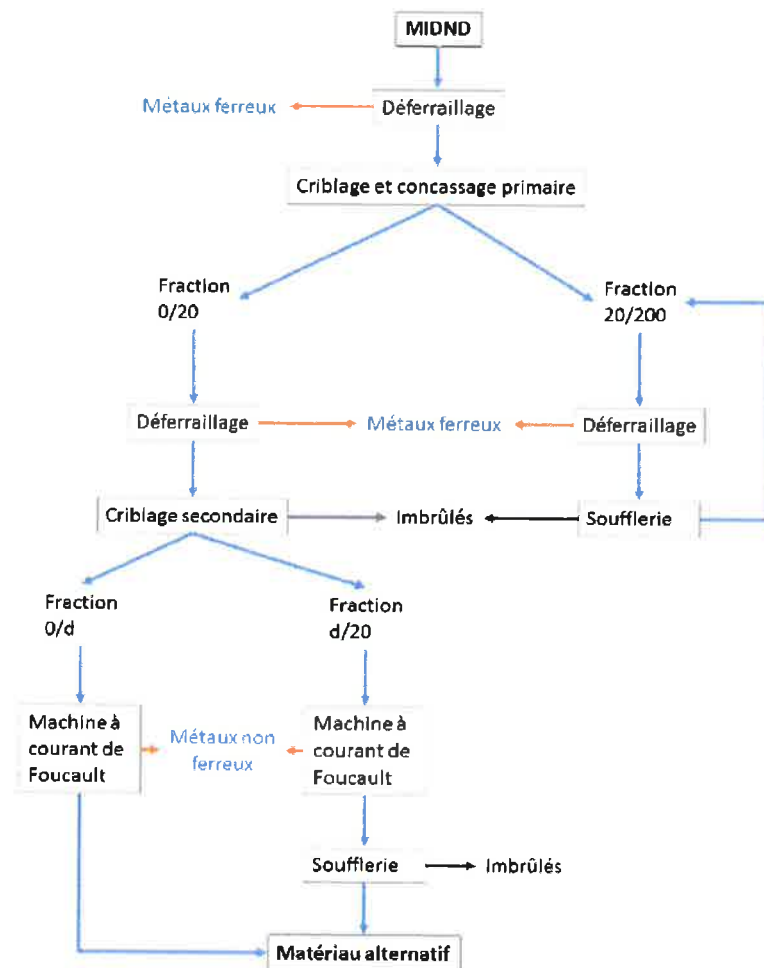 MIDND
Métaux ferreux
Déferraillage
Criblage et concassage primaire
Fraction
0/20
Fraction
20/200
Déferraillage
Métaux ferreux
Déferraillage
Criblage secondaire
Imbrûlés
Soufflerie
Fraction
0/d
Fraction
d/20
Machine à
courant de
Foucault
Métaux non
ferreux
Machine à
courant de
Foucault
Soufflerie
Imbrûlés
Matériau alternatif